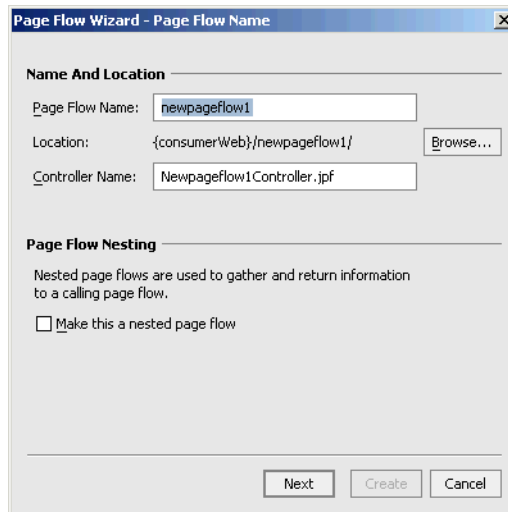 Page Flow Wizard - Page Flow Name
Name And Location
Page Flow Name: newpageflow1
Location: {consumerWeb}/newpageflow1/ Browse...
Controller Name: Newpageflow1Controller.jpf
Page Flow Nesting
Nested page flows are used to gather and return information
to a calling page flow.
Make this a nested page flow
Next Create Cancel